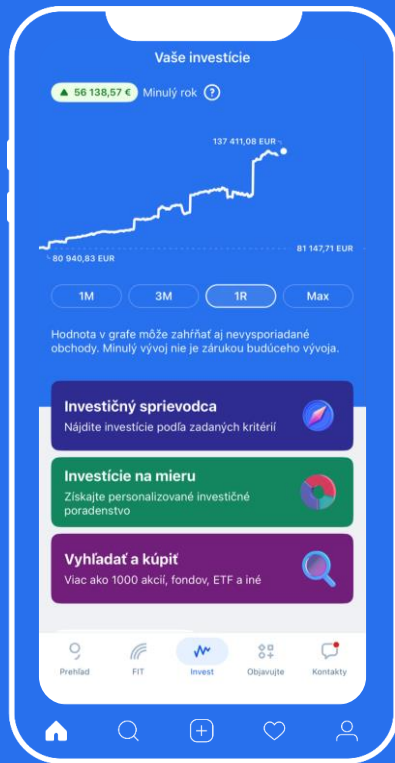 Vaše investície
▲ 56 138,57 € Minulý rok ?
137 411,08 EUR
81 147,71 EUR
80 940,83 EUR
1M 3M 1R Max
Hodnota v grafe môže zahŕňať aj nevysporiadané
obchody. Minulý vývoj nie je zárukou budúceho vývoja.
Investičný sprievodca
Nájdite investície podľa zadaných kritérií
Investície na mieru
Získajte personalizované investičné
poradenstvo
Vyhľadať a kúpiť
Viac ako 1000 akcií, fondov, ETF a iné
Prehľad FIT Invest Objavujte Kontakty